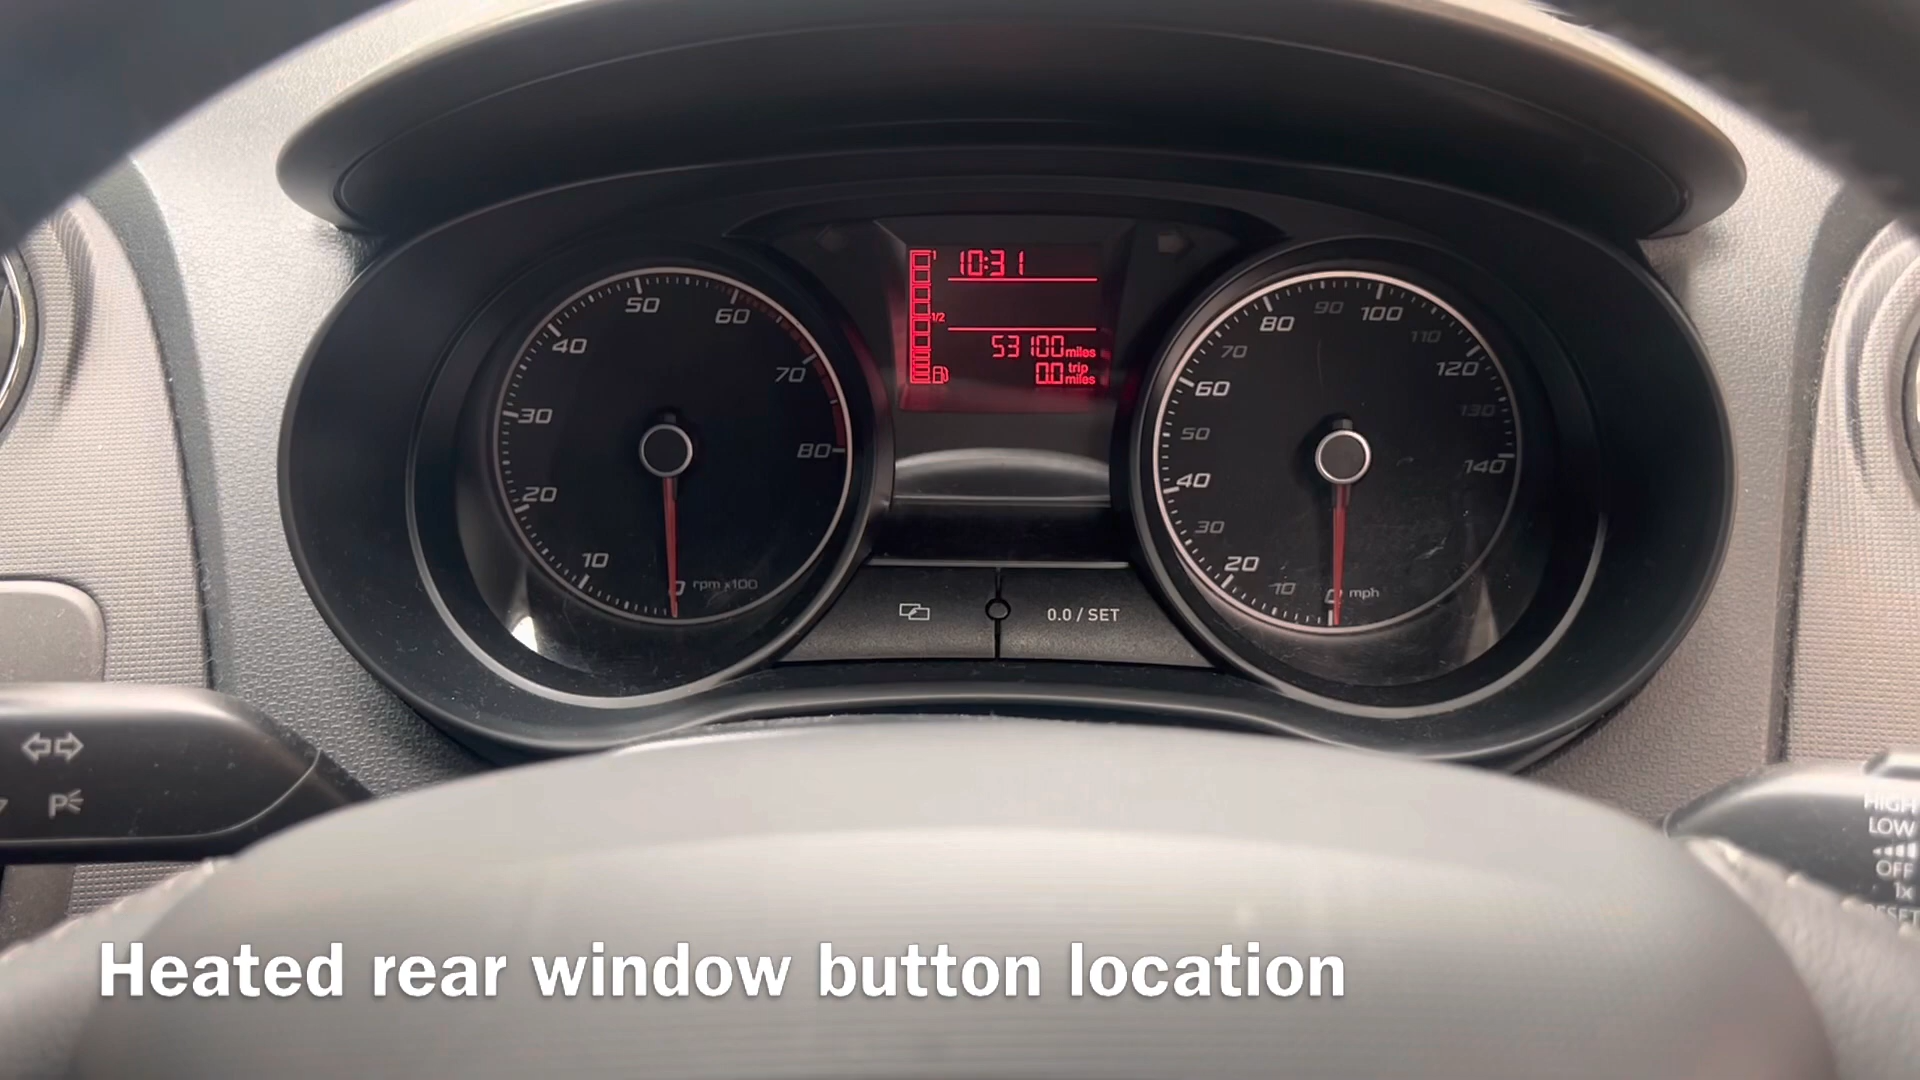 10:31
1
1/2
53100 miles
0.0 trip miles
10
20
30
40
50
60
70
80
0 rpm x100
0 mph
10
20
30
40
50
60
70
80
90
100
110
120
130
140
0.0 / SET
P
HIGH
LOW
OFF
1x
Heated rear window button location